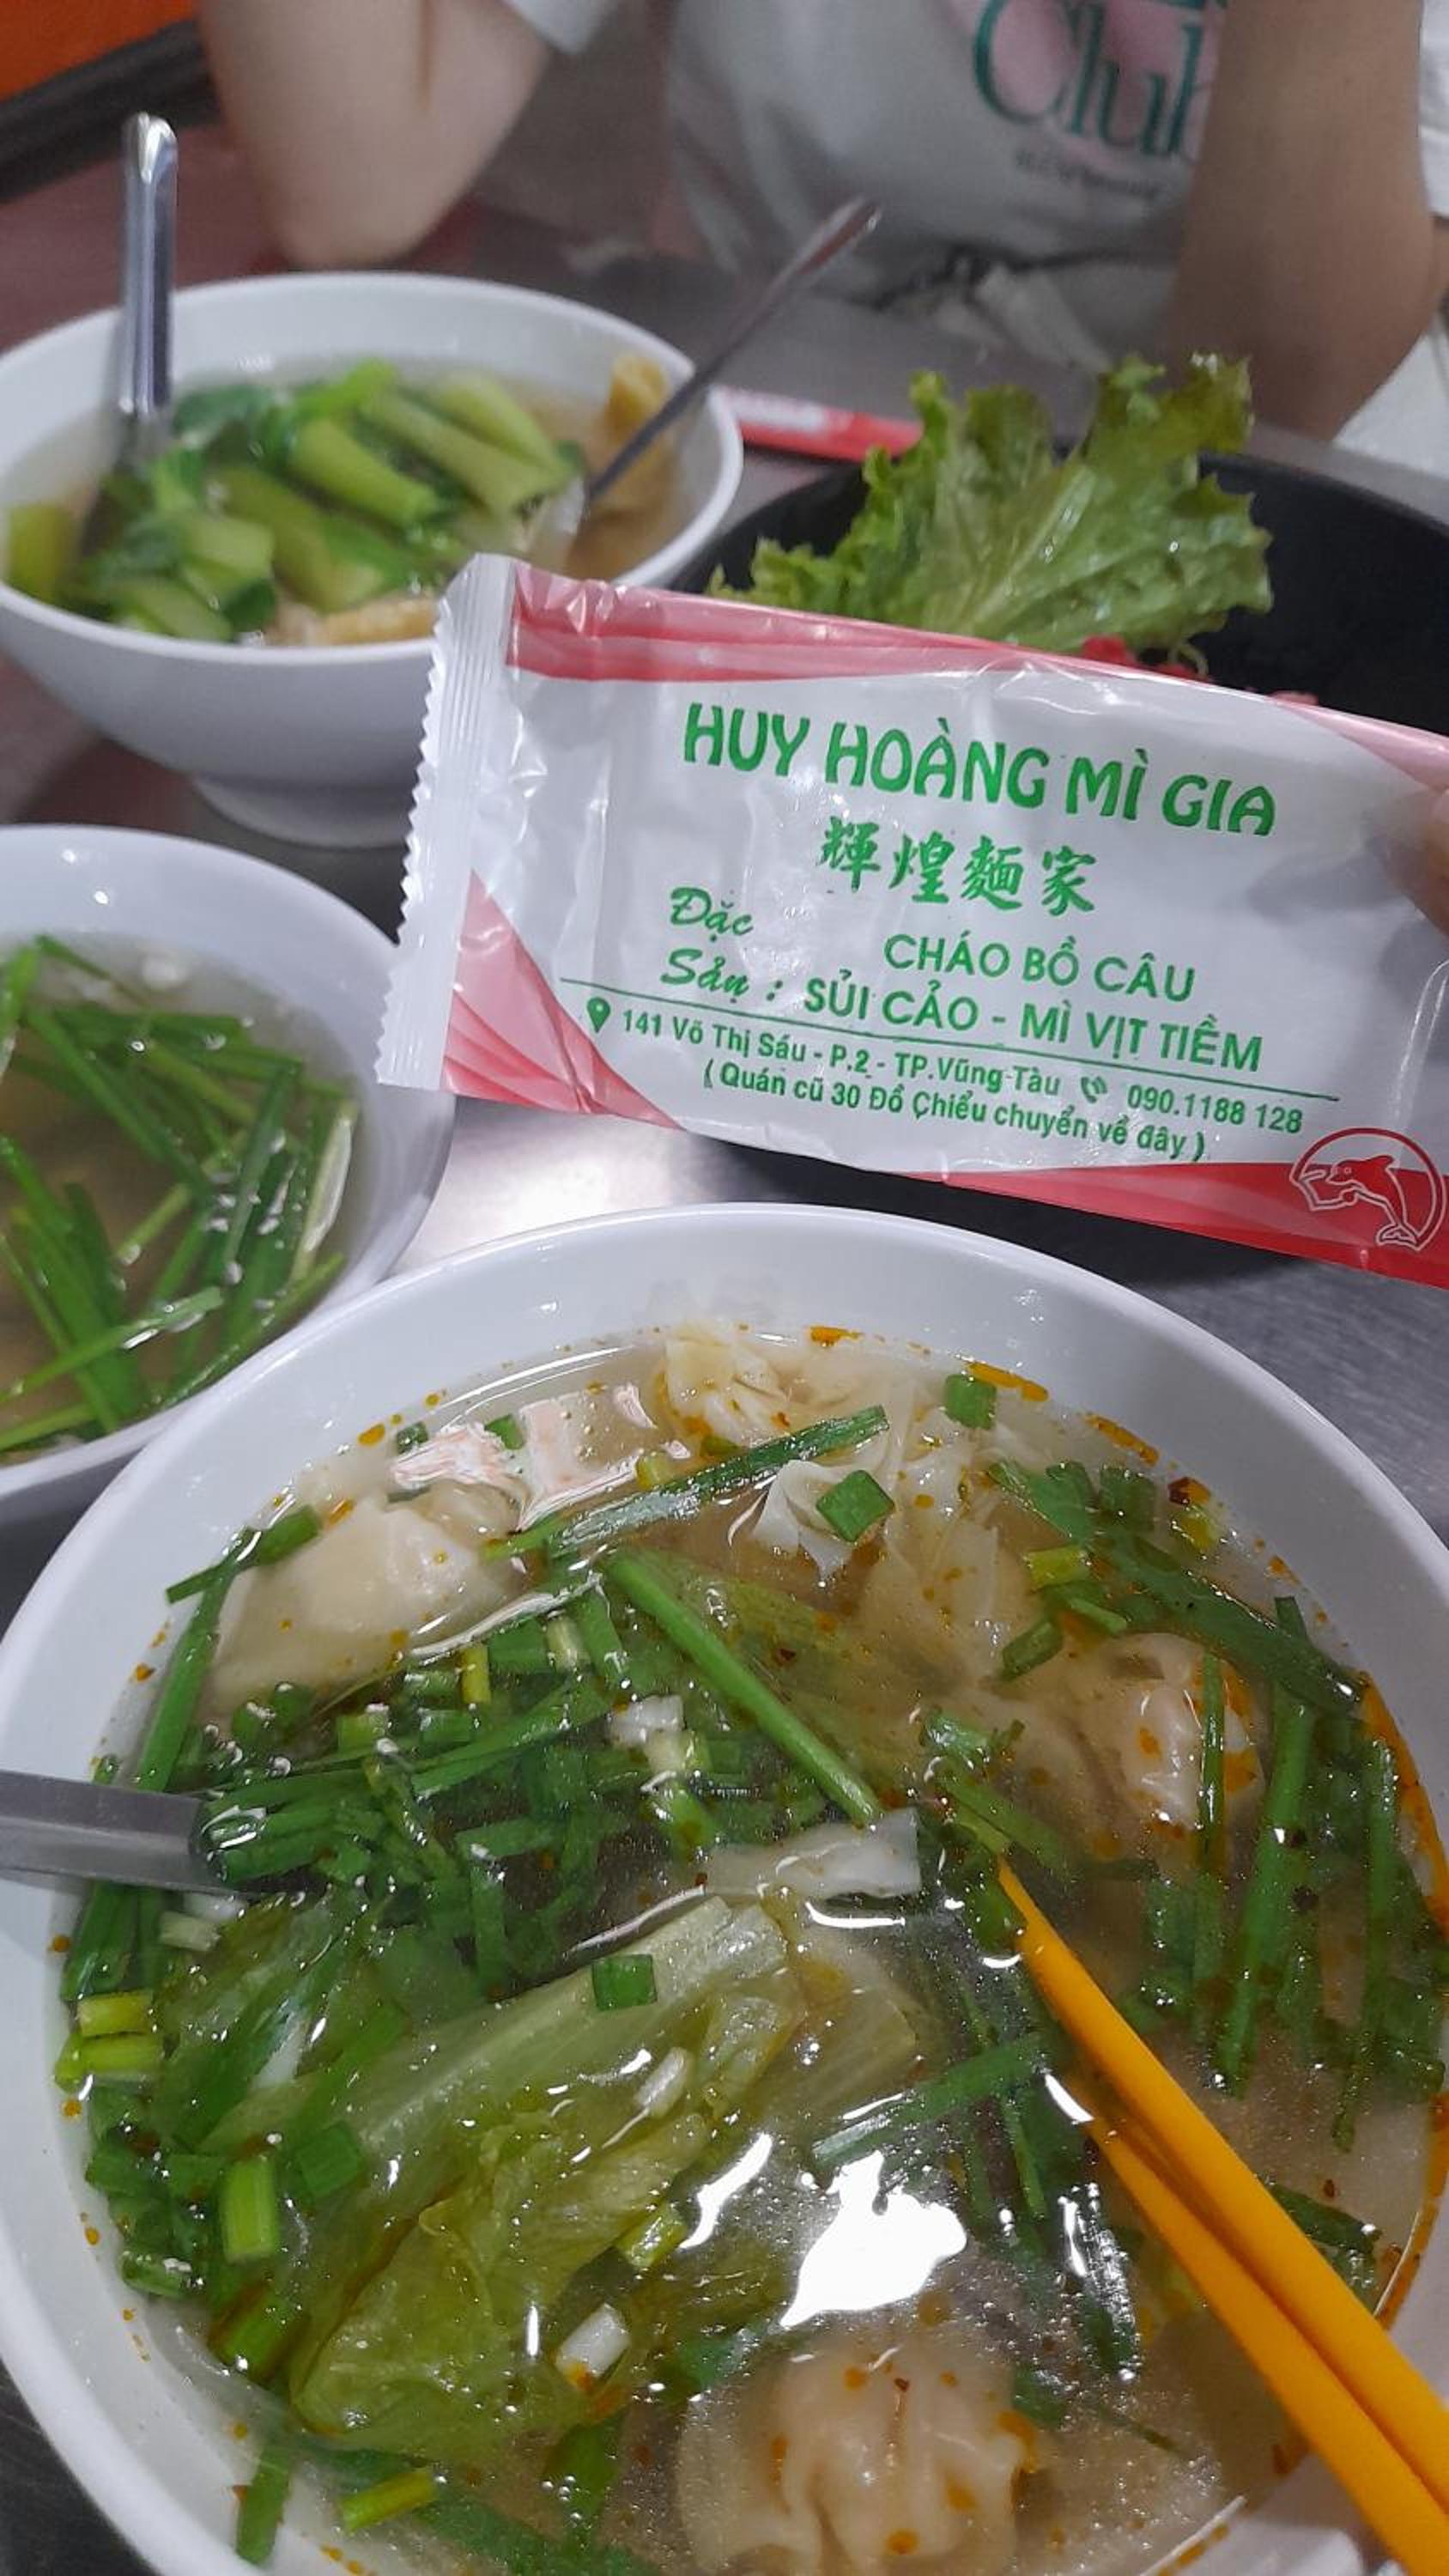 Club
HUY HOÀNG MÌ GIA
輝煌麵家
Đặc Sản :
CHÁO BỒ CÂU
SỦI CẢO - MÌ VỊT TIỀM
141 Võ Thị Sáu - P.2 - TP.Vũng Tàu 090.1188 128
( Quán cũ 30 Đồ Chiểu chuyển về đây )